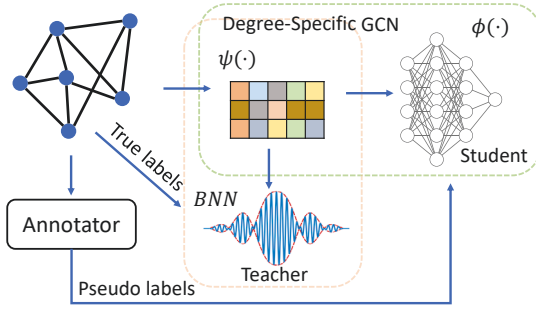 Degree-Specific GCN
ψ(·)
ϕ(·)
True labels
Student
BNN
Annotator
Teacher
Pseudo labels